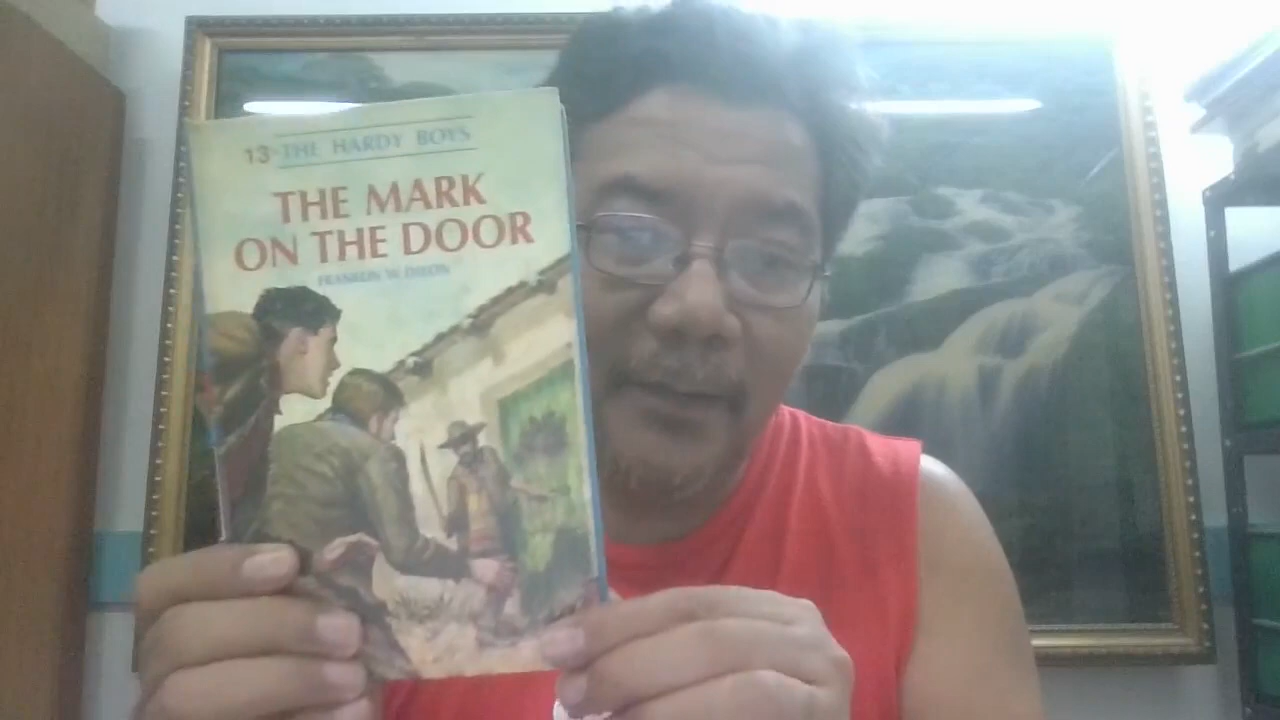 13 THE HARDY BOYS
THE MARK
ON THE DOOR
FRANKLIN W. DIXON